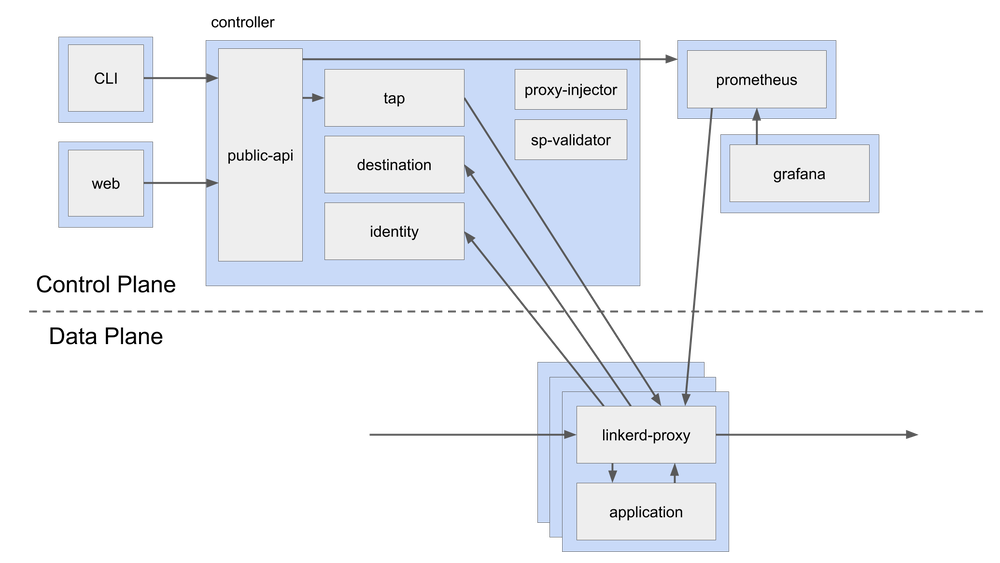 controller
CLI
web
public-api
tap
destination
identity
proxy-injector
sp-validator
prometheus
grafana
Control Plane
Data Plane
linkerd-proxy
application